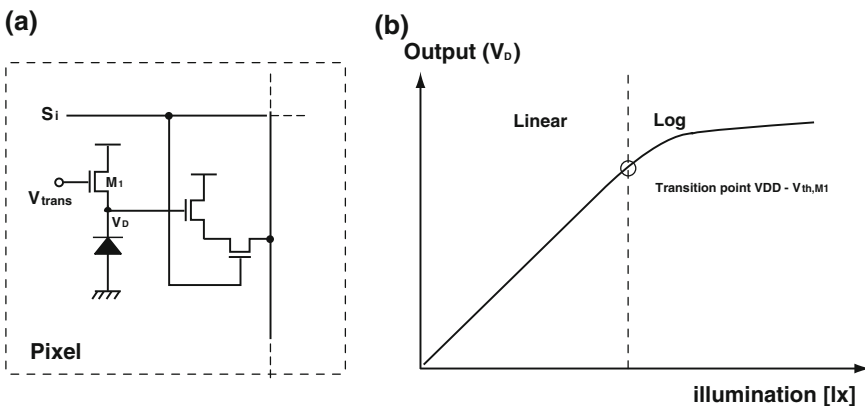 (a)
Si
M1
Vtrans
VD
Pixel
(b)
Output (VD)
Linear
Log
Transition point VDD - Vth,M1
illumination [lx]